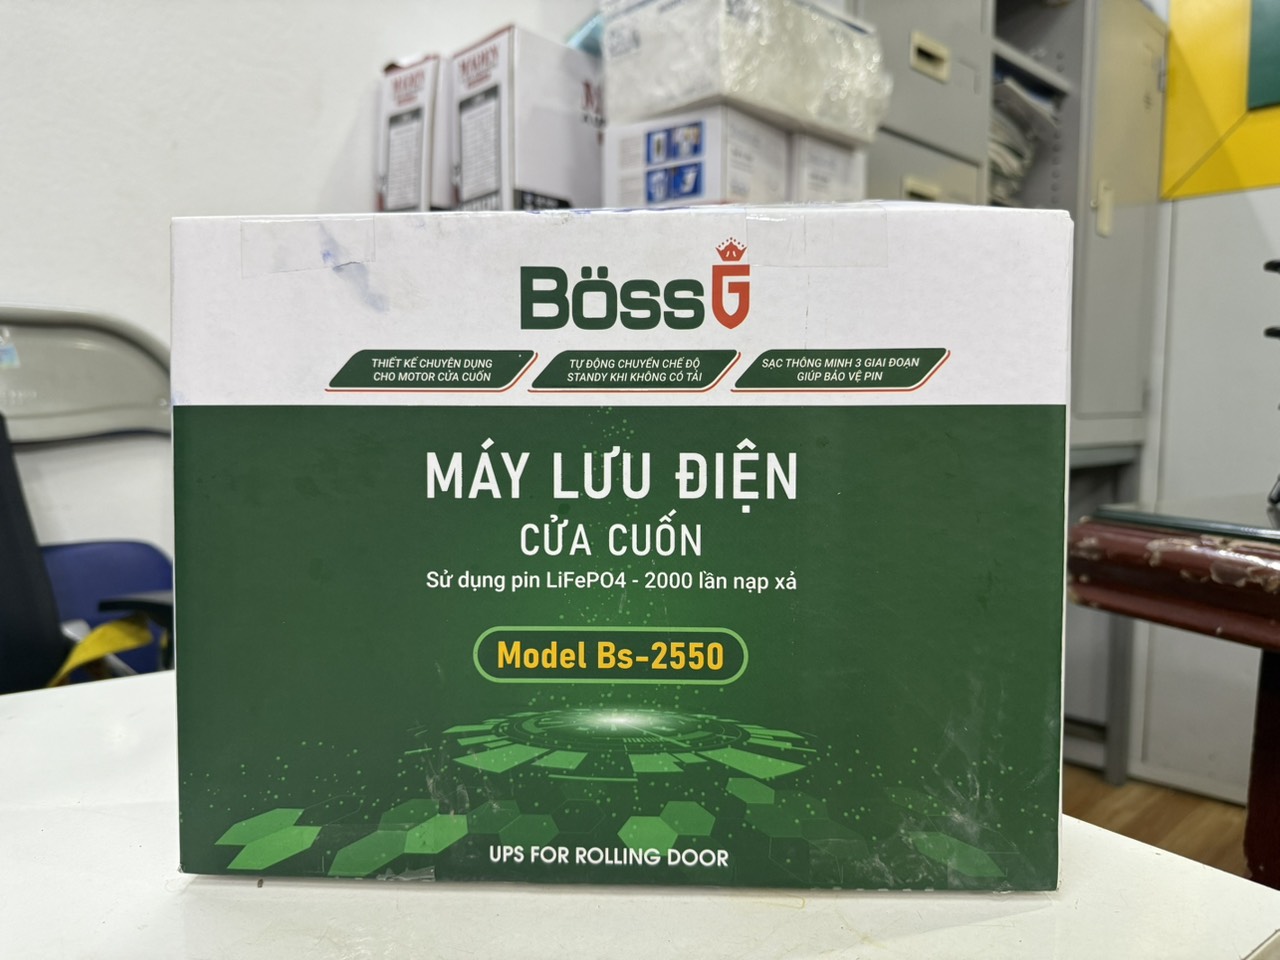 BössG
THIẾT KẾ CHUYÊN DỤNG
CHO MOTOR CỬA CUỐN
TỰ ĐỘNG CHUYỂN CHẾ ĐỘ
STANDY KHI KHÔNG CÓ TẢI
SẠC THÔNG MINH 3 GIAI ĐOẠN
GIÚP BẢO VỆ PIN
MÁY LƯU ĐIỆN
CỬA CUỐN
Sử dụng pin LiFePO4 - 2000 lần nạp xả
Model Bs-2550
UPS FOR ROLLING DOOR